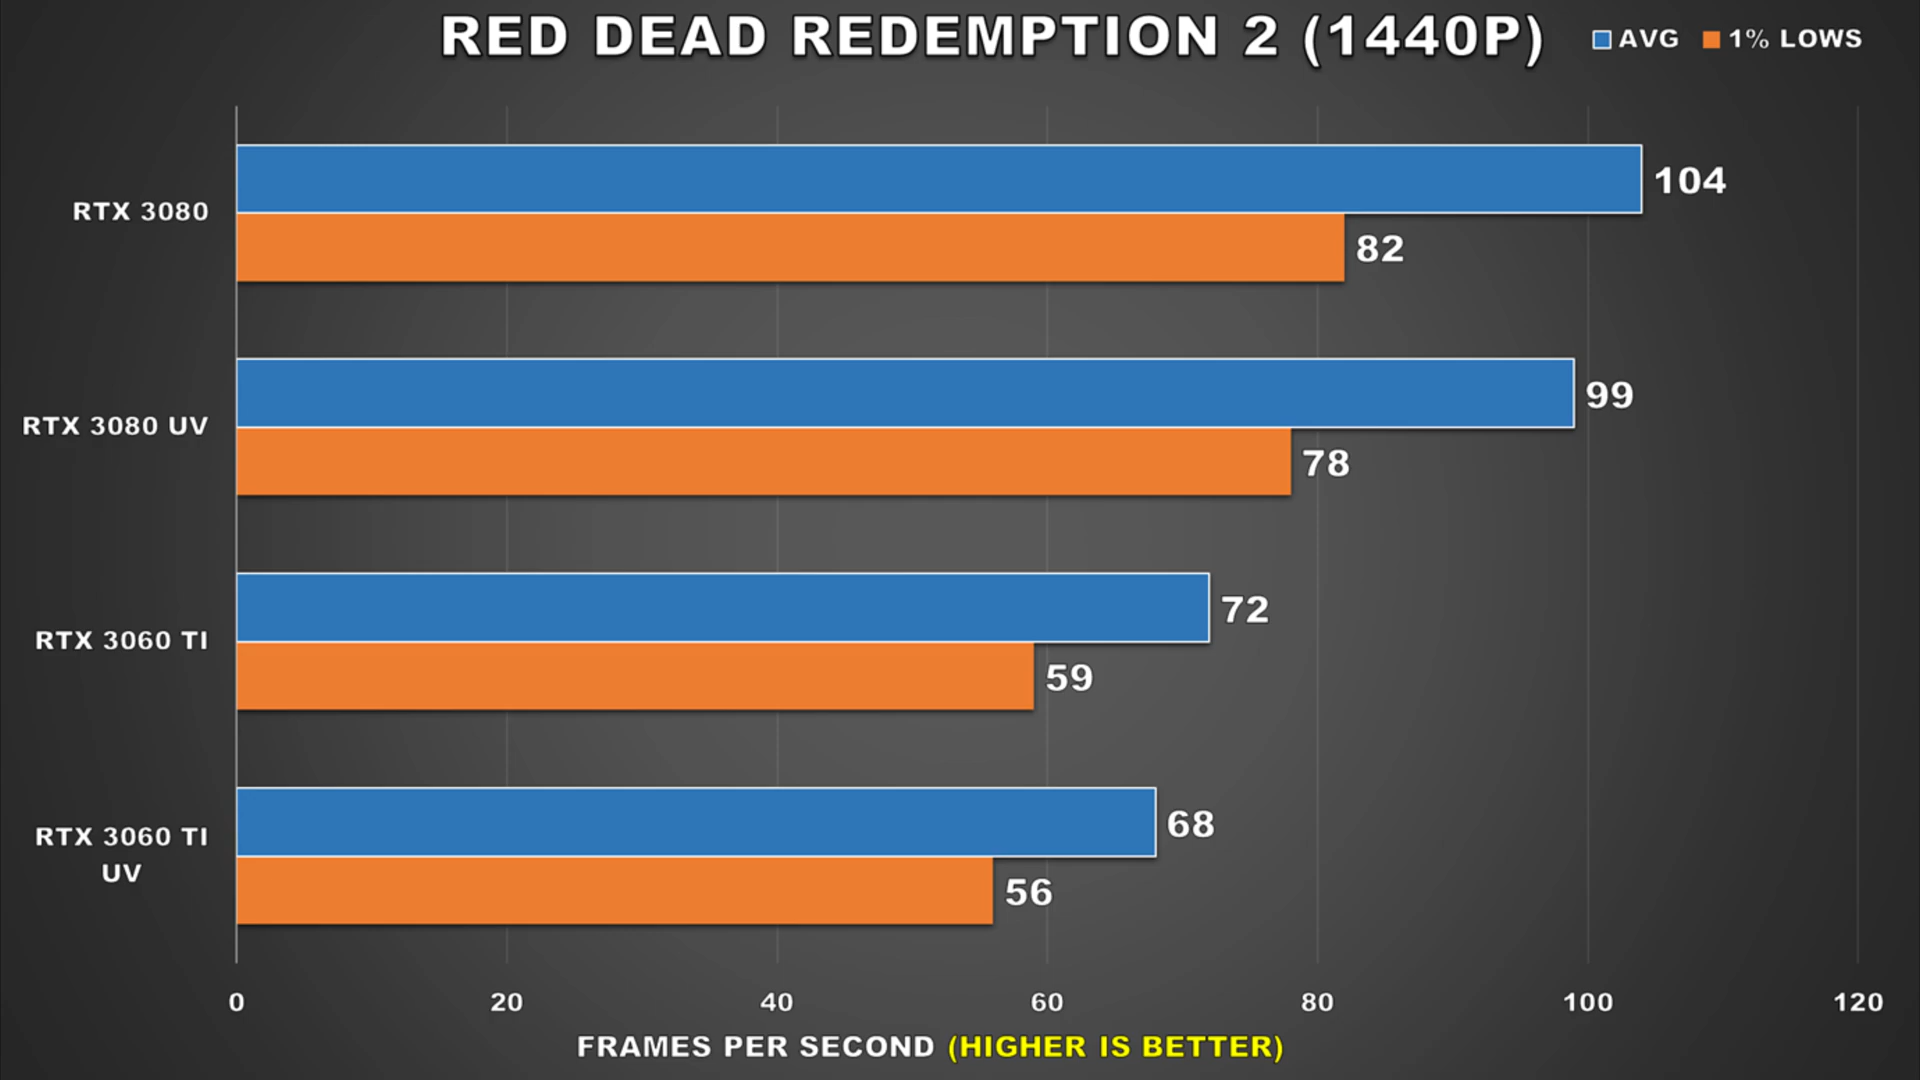 RED DEAD REDEMPTION 2 (1440P)
AVG 1% LOWS
RTX 3080
104
82
RTX 3080 UV
99
78
RTX 3060 TI
72
59
RTX 3060 TI
UV
68
56
0 20 40 60 80 100 120
FRAMES PER SECOND (HIGHER IS BETTER)